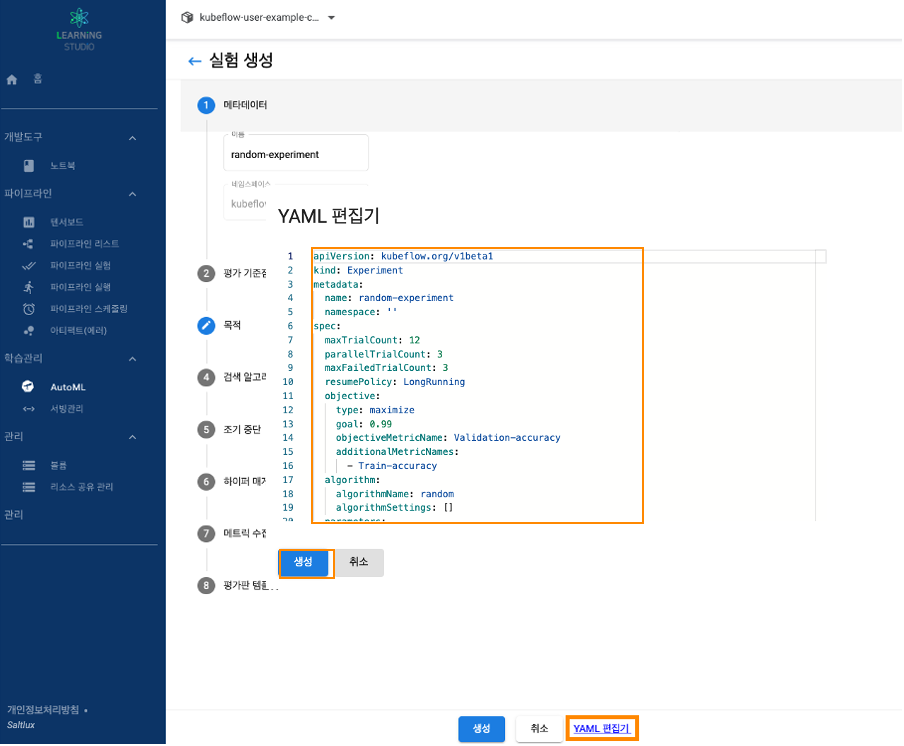 LEARNING
STUDIO
홈
개발도구
노트북
파이프라인
텐서보드
파이프라인 리스트
파이프라인 실험
파이프라인 실행
파이프라인 스케줄링
아티팩트(에러)
학습관리
AutoML
서빙관리
관리
볼륨
리소스 공유 관리
관리
개인정보처리방침 •
Saltlux
kubeflow-user-example-c...
← 실험 생성
1 메타데이터
이름
random-experiment
네임스페이스
kubeflow
2 평가 기준
3
목적
4 검색 알고리
5 조기 중단
6 하이퍼 매개
7 메트릭 수집
8 평가판 템플
YAML 편집기
1 apiVersion: kubeflow.org/v1beta1
2 kind: Experiment
3 metadata:
4 name: random-experiment
5 namespace: ''
6 spec:
7 maxTrialCount: 12
8 parallelTrialCount: 3
9 maxFailedTrialCount: 3
10 resumePolicy: LongRunning
11 objective:
12 type: maximize
13 goal: 0.99
14 objectiveMetricName: Validation-accuracy
15 additionalMetricNames:
16 - Train-accuracy
17 algorithm:
18 algorithmName: random
19 algorithmSettings: []
20 parameters:
생성 취소
생성 취소 YAML 편집기